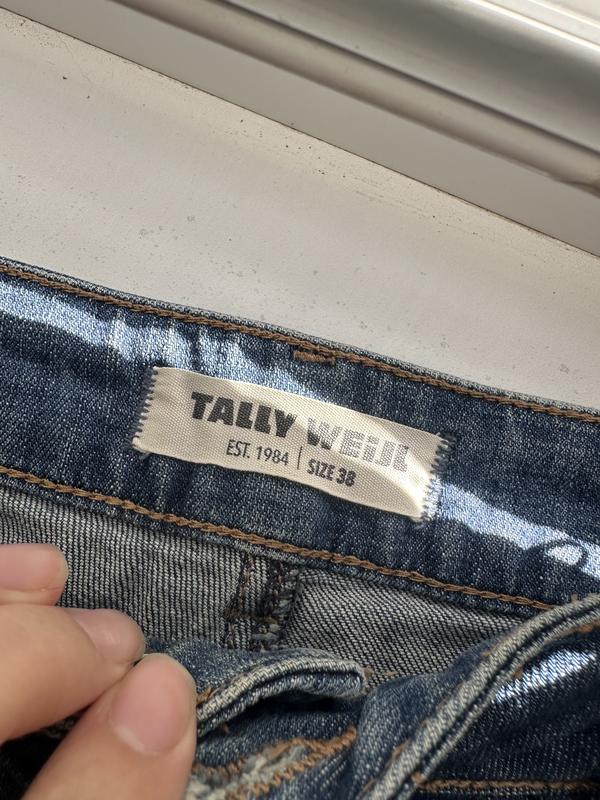 TALLY WEiJL
EST. 1984 | SIZE 38